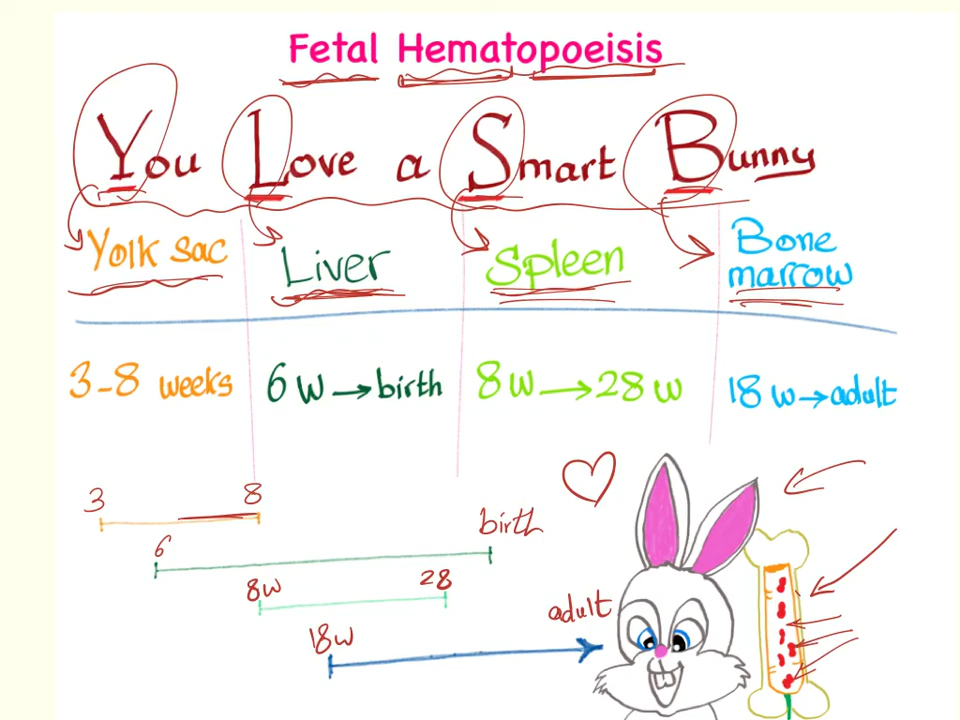 Fetal Hematopoeisis
You Love a Smart Bunny
Yolk sac
Liver
Spleen
Bone
marrow
3-8 weeks
6 w → birth
8 w → 28 w
18 w → adult
3 8
6 birth
8w 28
18w adult